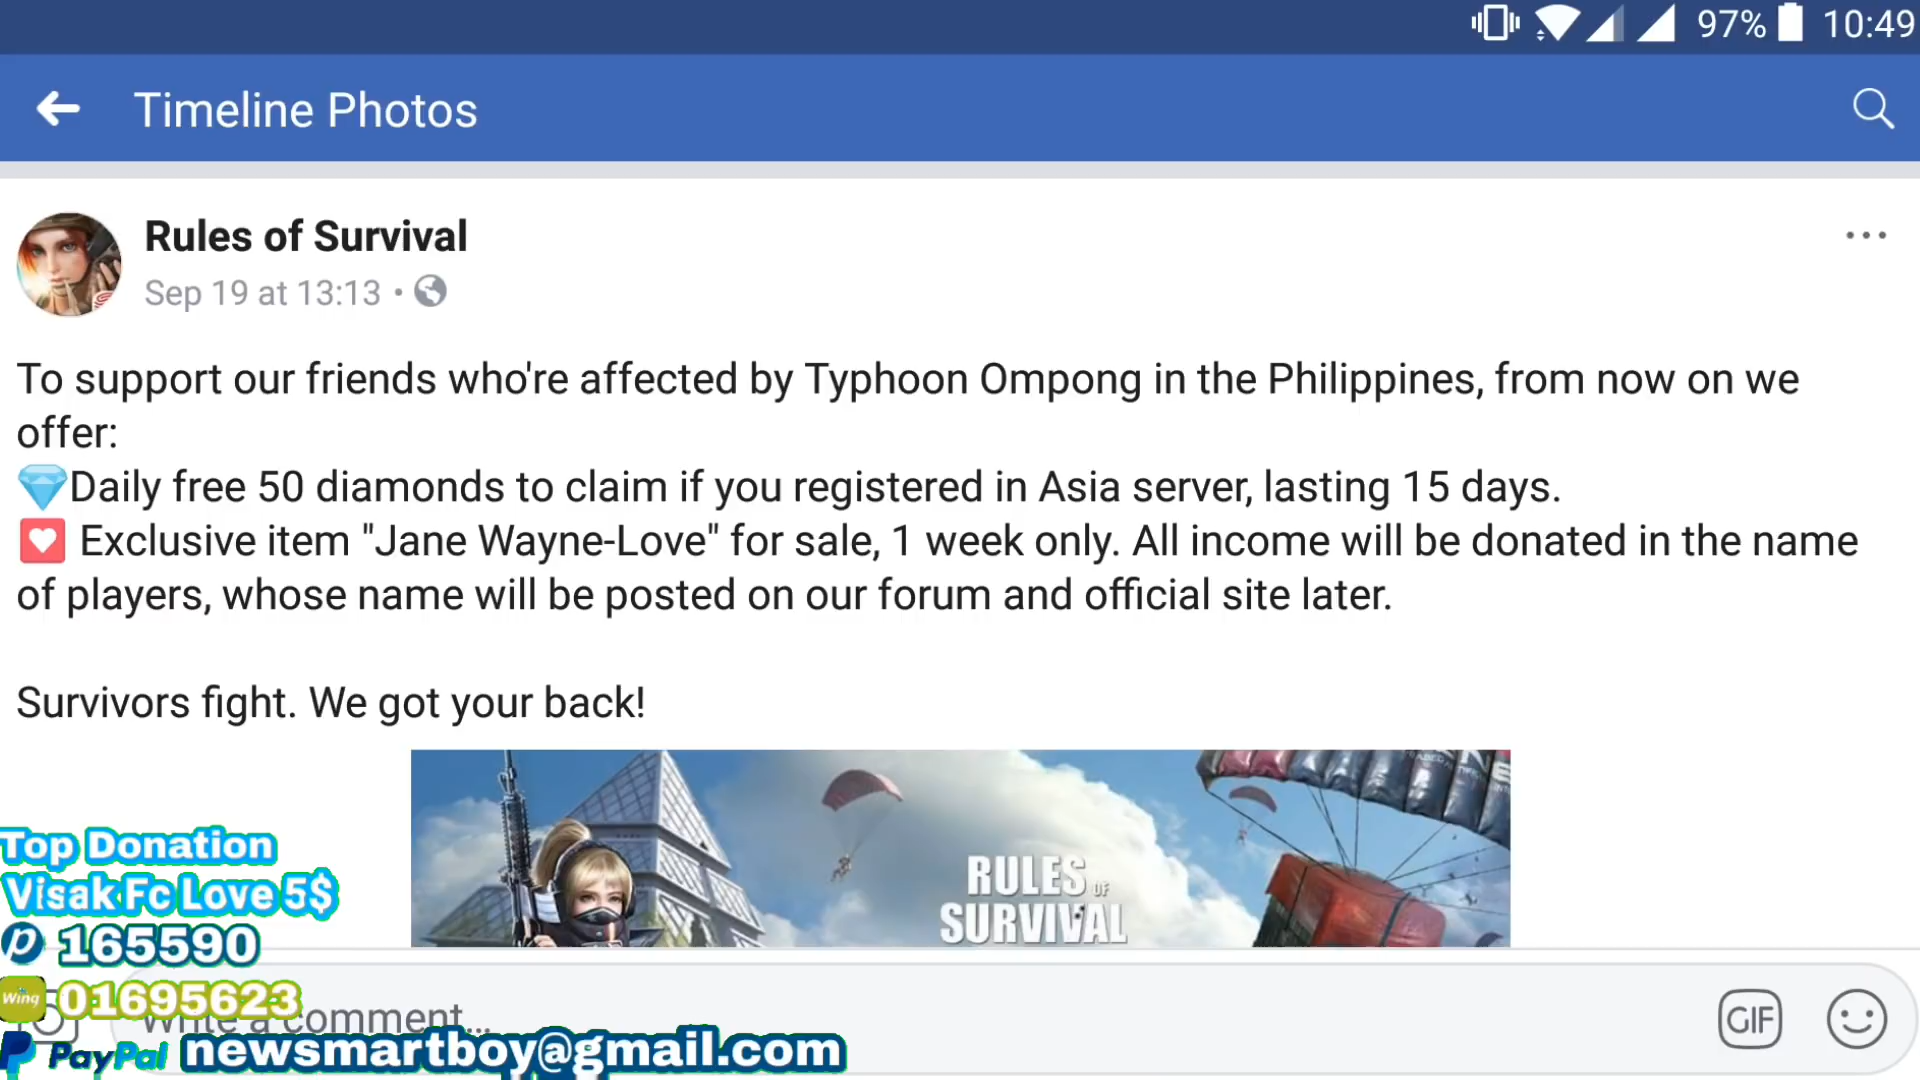 97% 10:49
Timeline Photos
Rules of Survival
Sep 19 at 13:13 •
To support our friends who're affected by Typhoon Ompong in the Philippines, from now on we
offer:
💎Daily free 50 diamonds to claim if you registered in Asia server, lasting 15 days.
💟 Exclusive item "Jane Wayne-Love" for sale, 1 week only. All income will be donated in the name
of players, whose name will be posted on our forum and official site later.
Survivors fight. We got your back!
RULES OF
SURVIVAL
Top Donation
Visak Fc Love 5$
165590
Wing 01695623
Write a comment...
GIF
PayPal newsmartboy@gmail.com